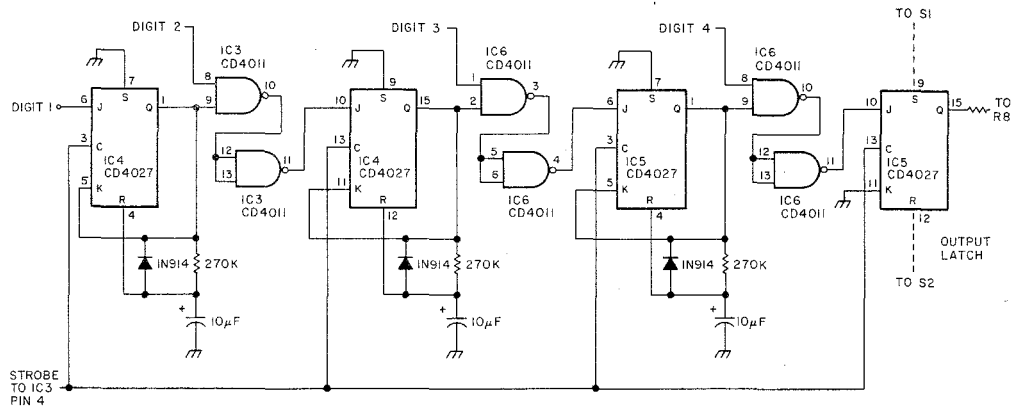 TO S1
DIGIT 2
DIGIT 3
DIGIT 4
IC3
CD4011
IC6
CD4011
IC6
CD4011
7
8
10
9
9
1
3
2
7
8
10
9
9
DIGIT 1
6
J
S
Q
1
10
J
S
Q
15
6
J
S
Q
1
10
J
S
Q
15
TO
R8
3
C
IC4
CD4027
5
K
R
4
12
13
11
IC3
CD4011
13
C
IC4
CD4027
11
K
R
12
5
6
4
IC6
CD4011
3
C
IC5
CD4027
5
K
R
4
12
13
11
IC6
CD4011
13
C
IC5
CD4027
11
K
R
12
OUTPUT
LATCH
TO S2
1N914
270K
1N914
270K
1N914
270K
+
10µF
+
10µF
+
10µF
STROBE
TO IC3
PIN 4